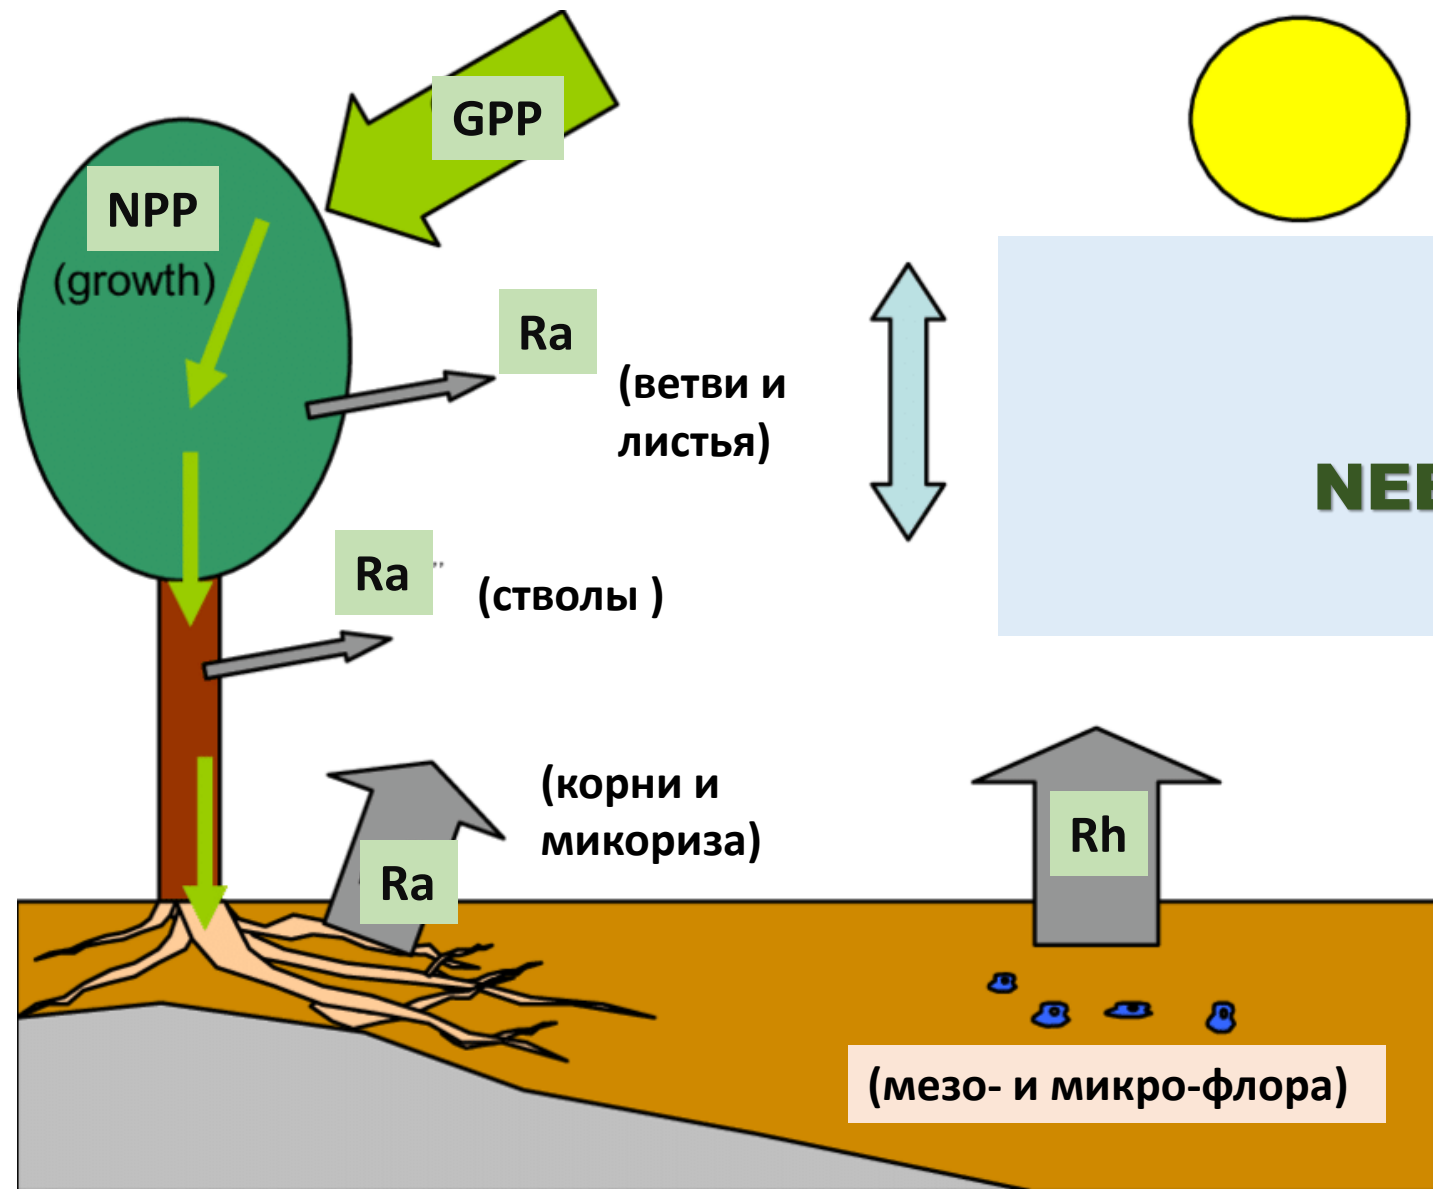 GPP
NPP
(growth)
Ra
(ветви и
листья)
Ra ”
(стволы )
(корни и
микориза)
Ra
Rh
(мезо- и микро-флора)